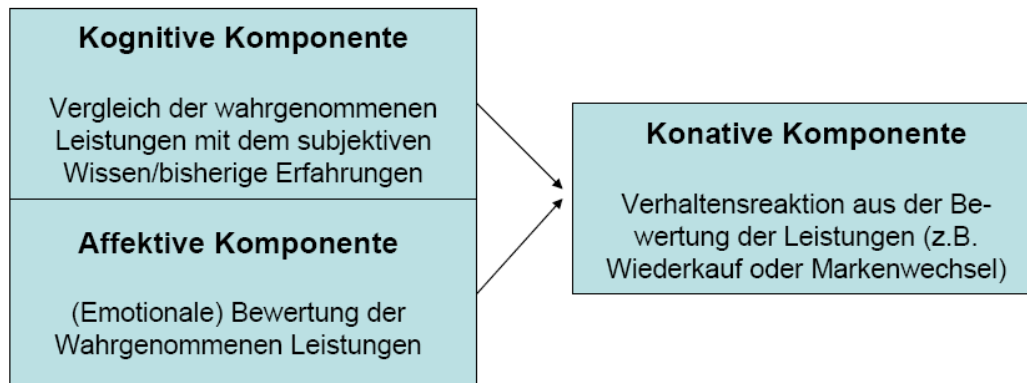 Kognitive Komponente
Vergleich der wahrgenommenen
Leistungen mit dem subjektiven
Wissen/bisherige Erfahrungen
Affektive Komponente
(Emotionale) Bewertung der
Wahrgenommenen Leistungen
Konative Komponente
Verhaltensreaktion aus der Be-
wertung der Leistungen (z.B.
Wiederkauf oder Markenwechsel)